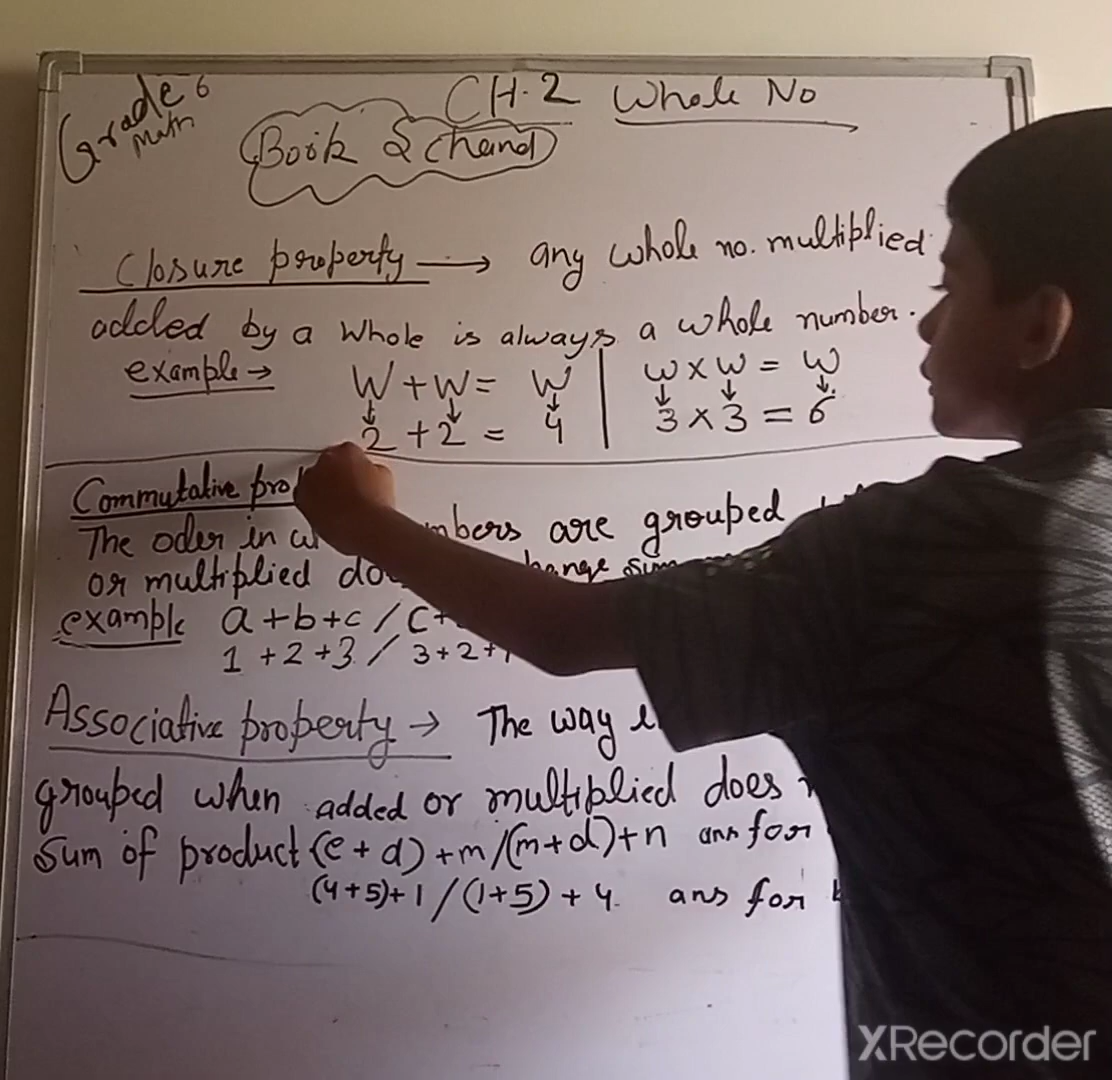 Grade 6
Math
CH.2 Whole No
Book S Chand
Closure property → any whole no. multiplied
added by a whole is always a whole number.
example → W + W = W | W × W = W
2 + 2 = 4 | 3 × 3 = 6
Commutative pro
The oder in numbers are grouped
or multiplied change sum
example a + b + c / c +
1 + 2 + 3 / 3 + 2 +
Associative property → The way
grouped when added or multiplied does
Sum of product (e + d) + m / (m + d) + n ans for
(4+5)+1 / (1+5) + 4. ans for
XRecorder